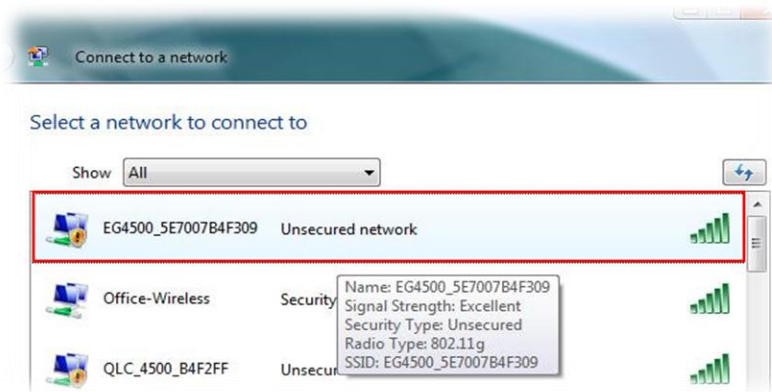 Connect to a network
Select a network to connect to
Show All
EG4500_5E7007B4F309 Unsecured network
Office-Wireless Security
Name: EG4500_5E7007B4F309
Signal Strength: Excellent
Security Type: Unsecured
Radio Type: 802.11g
SSID: EG4500_5E7007B4F309
QLC_4500_B4F2FF Unsecur